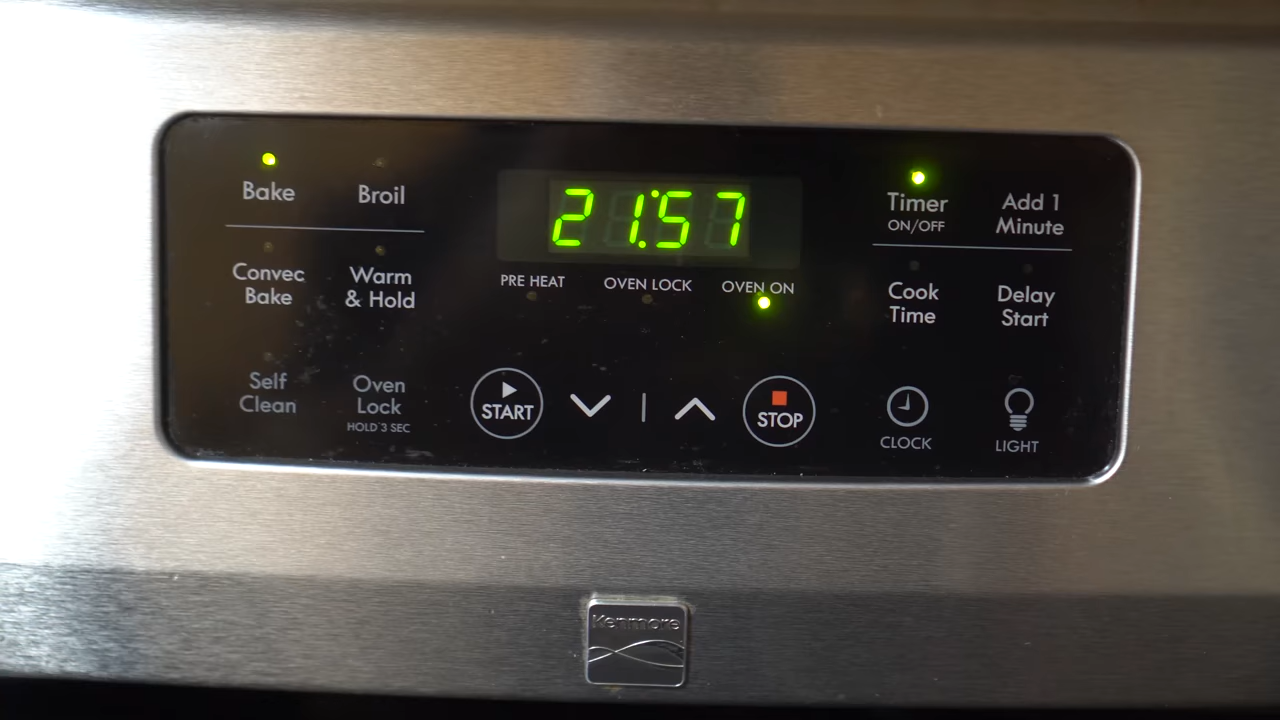 Bake
Broil
21:57
Timer
ON/OFF
Add 1
Minute
Convec
Bake
Warm
& Hold
PRE HEAT
OVEN LOCK
OVEN ON
Cook
Time
Delay
Start
Self
Clean
Oven
Lock
HOLD 3 SEC
START
STOP
CLOCK
LIGHT
Kenmore